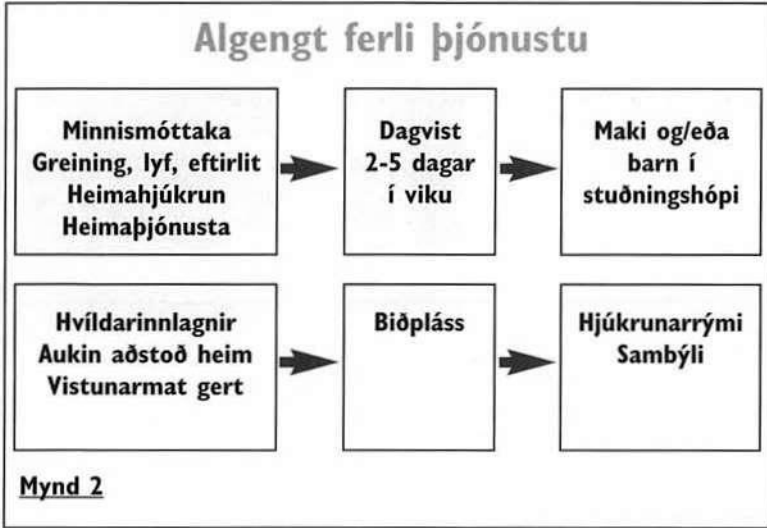 Algengt ferli þjónustu
Minnismóttaka
Greining, lyf, eftirlit
Heimahjúkrun
Heimaþjónusta
Dagvist
2-5 dagar
í viku
Maki og/eða
barn í
stuðningshópi
Hvíldarinnlagnir
Aukin aðstoð heim
Vistunarmat gert
Biðpláss
Hjúkrunarrými
Sambýli
Mynd 2